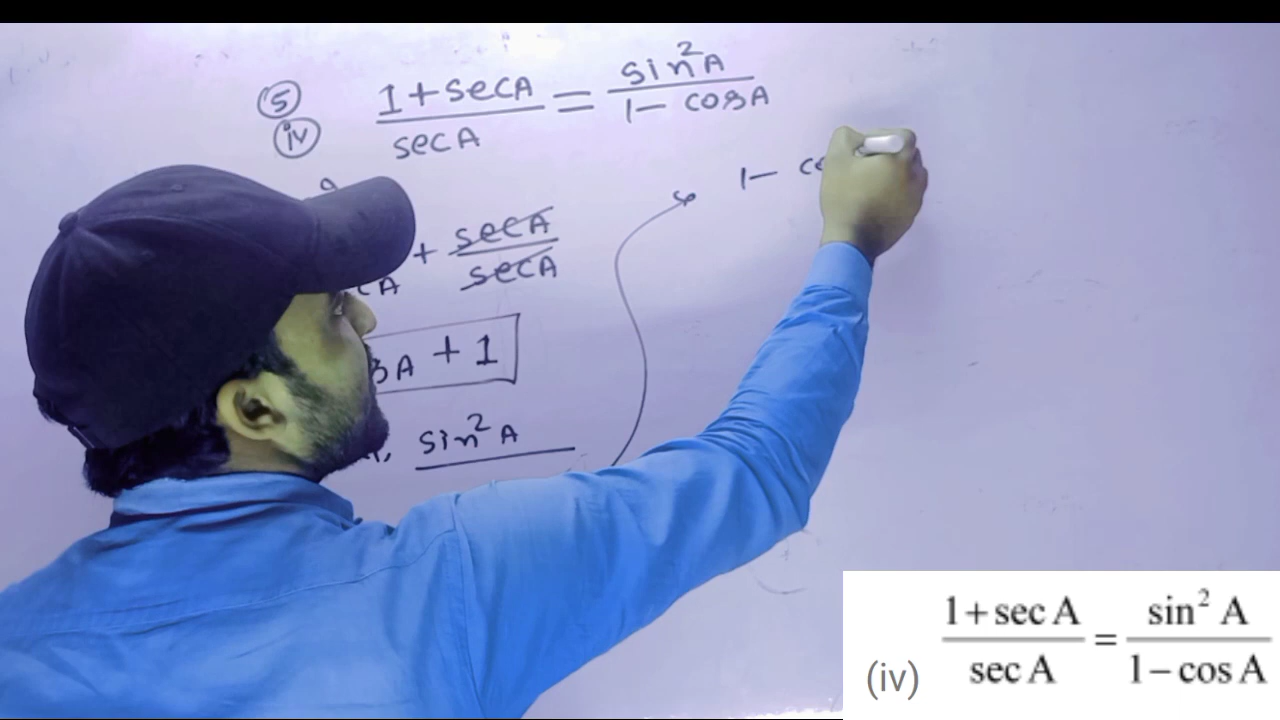 ⑤ 1+secA / secA = sin²A / 1- cosA
(iv)
+ secA / secA
A + 1
sin²A
1- c
(iv) 1+sec A / sec A = sin² A / 1−cos A